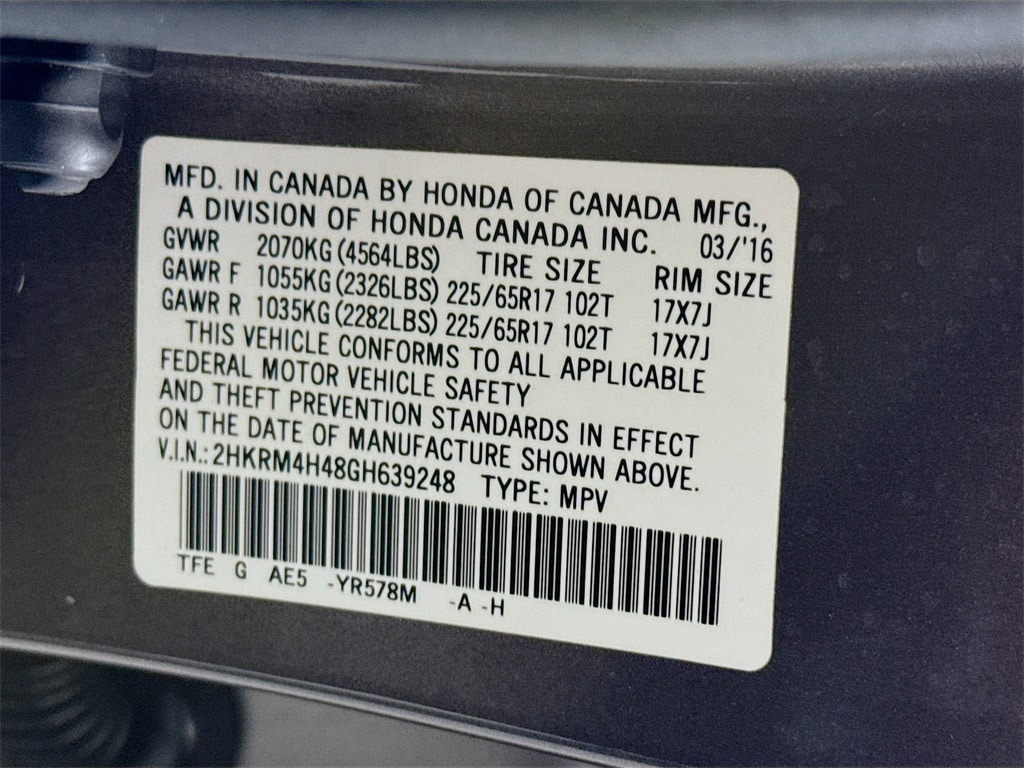 MFD. IN CANADA BY HONDA OF CANADA MFG.,
A DIVISION OF HONDA CANADA INC. 03/'16
GVWR 2070KG (4564LBS) TIRE SIZE RIM SIZE
GAWR F 1055KG (2326LBS) 225/65R17 102T 17X7J
GAWR R 1035KG (2282LBS) 225/65R17 102T 17X7J
THIS VEHICLE CONFORMS TO ALL APPLICABLE
FEDERAL MOTOR VEHICLE SAFETY
AND THEFT PREVENTION STANDARDS IN EFFECT
ON THE DATE OF MANUFACTURE SHOWN ABOVE.
V.I.N.: 2HKRM4H48GH639248 TYPE: MPV
TFE G AE5 -YR578M -A -H